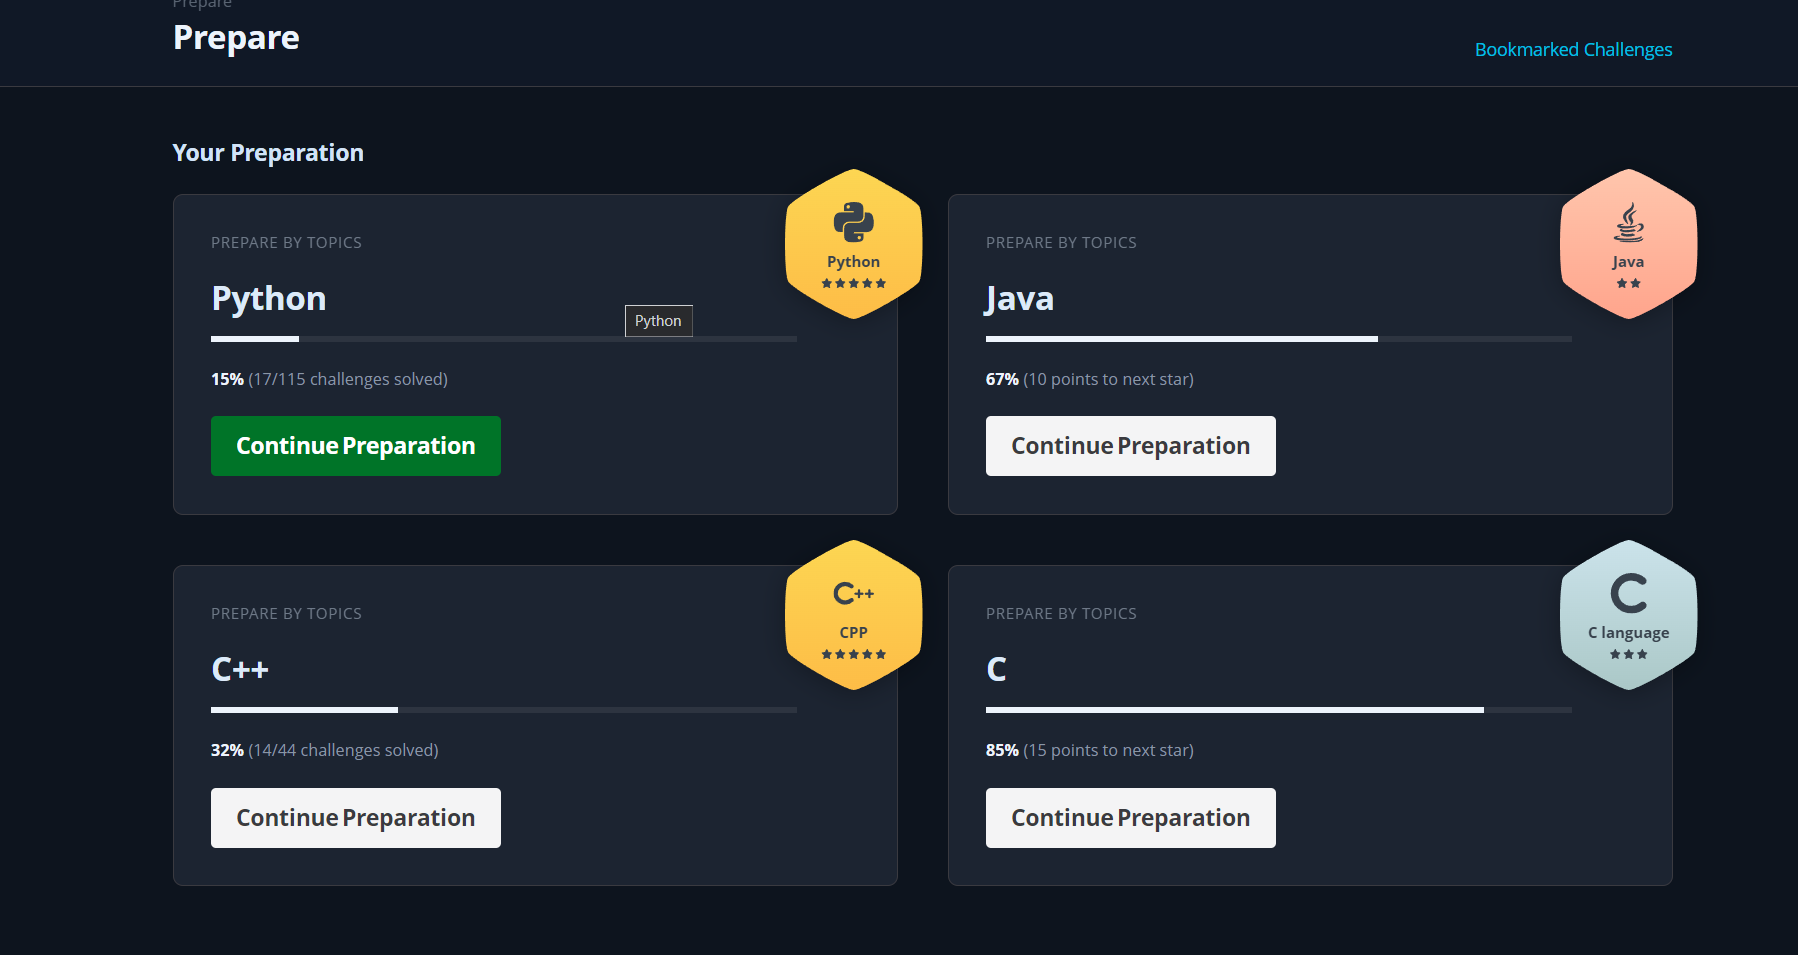 Prepare
Prepare
Bookmarked Challenges
Your Preparation
PREPARE BY TOPICS
Python
Python
15% (17/115 challenges solved)
Continue Preparation
Python
PREPARE BY TOPICS
Java
67% (10 points to next star)
Continue Preparation
Java
PREPARE BY TOPICS
C++
32% (14/44 challenges solved)
Continue Preparation
C++
CPP
PREPARE BY TOPICS
C
85% (15 points to next star)
Continue Preparation
C
C language